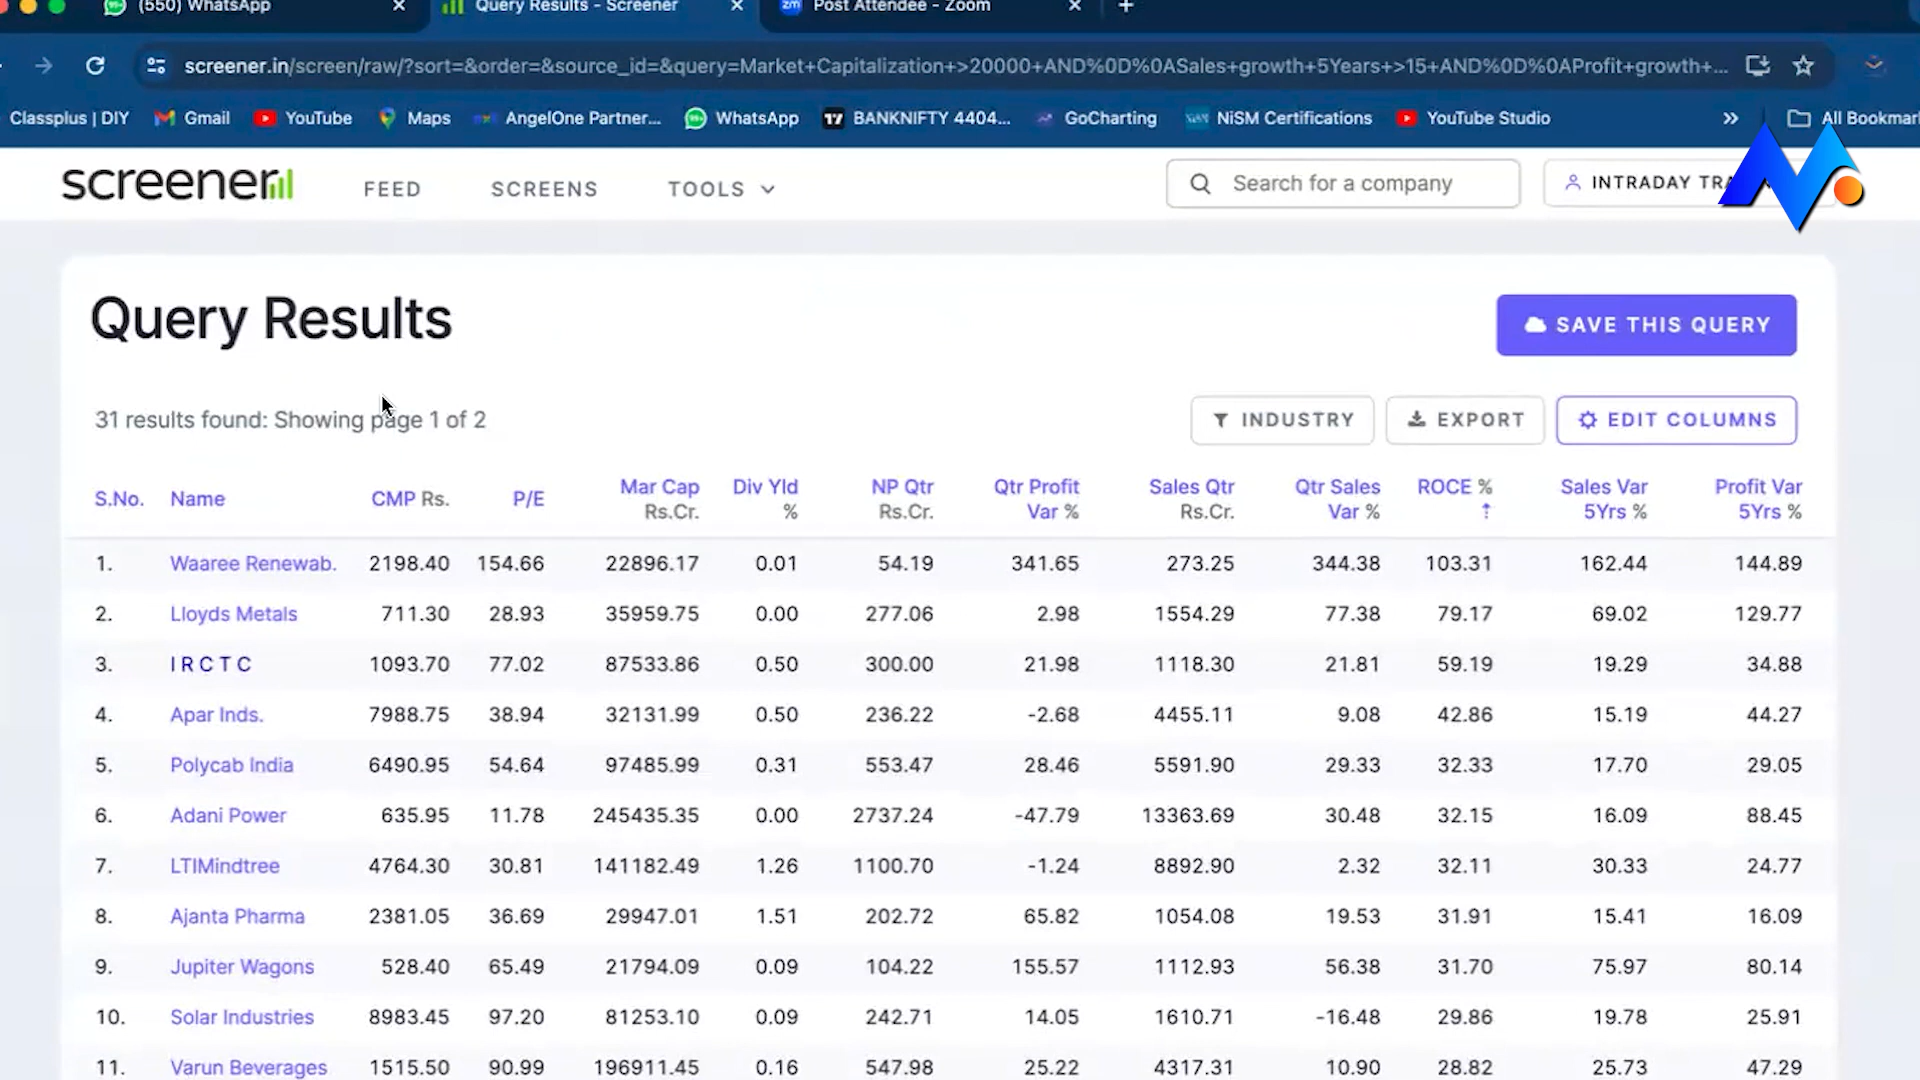 (550) WhatsApp
Query Results - Screener
zm Post Attendee - Zoom
screener.in/screen/raw/?sort=&order=&source_id=&query=Market+Capitalization+>20000+AND%0D%0ASales+growth+5Years+>15+AND%0D%0AProfit+growth+...
Classplus | DIY Gmail YouTube Maps AngelOne Partner... WhatsApp BANKNIFTY 4404... GoCharting NiSM Certifications YouTube Studio » All Bookmar
screener FEED SCREENS TOOLS Search for a company INTRADAY TRA
Query Results
SAVE THIS QUERY
31 results found: Showing page 1 of 2
INDUSTRY EXPORT EDIT COLUMNS
S.No. Name CMP Rs. P/E Mar Cap Rs.Cr. Div Yld % NP Qtr Rs.Cr. Qtr Profit Var % Sales Qtr Rs.Cr. Qtr Sales Var % ROCE % ↑ Sales Var 5Yrs % Profit Var 5Yrs %
1. Waaree Renewab. 2198.40 154.66 22896.17 0.01 54.19 341.65 273.25 344.38 103.31 162.44 144.89
2. Lloyds Metals 711.30 28.93 35959.75 0.00 277.06 2.98 1554.29 77.38 79.17 69.02 129.77
3. I R C T C 1093.70 77.02 87533.86 0.50 300.00 21.98 1118.30 21.81 59.19 19.29 34.88
4. Apar Inds. 7988.75 38.94 32131.99 0.50 236.22 -2.68 4455.11 9.08 42.86 15.19 44.27
5. Polycab India 6490.95 54.64 97485.99 0.31 553.47 28.46 5591.90 29.33 32.33 17.70 29.05
6. Adani Power 635.95 11.78 245435.35 0.00 2737.24 -47.79 13363.69 30.48 32.15 16.09 88.45
7. LTIMindtree 4764.30 30.81 141182.49 1.26 1100.70 -1.24 8892.90 2.32 32.11 30.33 24.77
8. Ajanta Pharma 2381.05 36.69 29947.01 1.51 202.72 65.82 1054.08 19.53 31.91 15.41 16.09
9. Jupiter Wagons 528.40 65.49 21794.09 0.09 104.22 155.57 1112.93 56.38 31.70 75.97 80.14
10. Solar Industries 8983.45 97.20 81253.10 0.09 242.71 14.05 1610.71 -16.48 29.86 19.78 25.91
11. Varun Beverages 1515.50 90.99 196911.45 0.16 547.98 25.22 4317.31 10.90 28.82 25.73 47.29